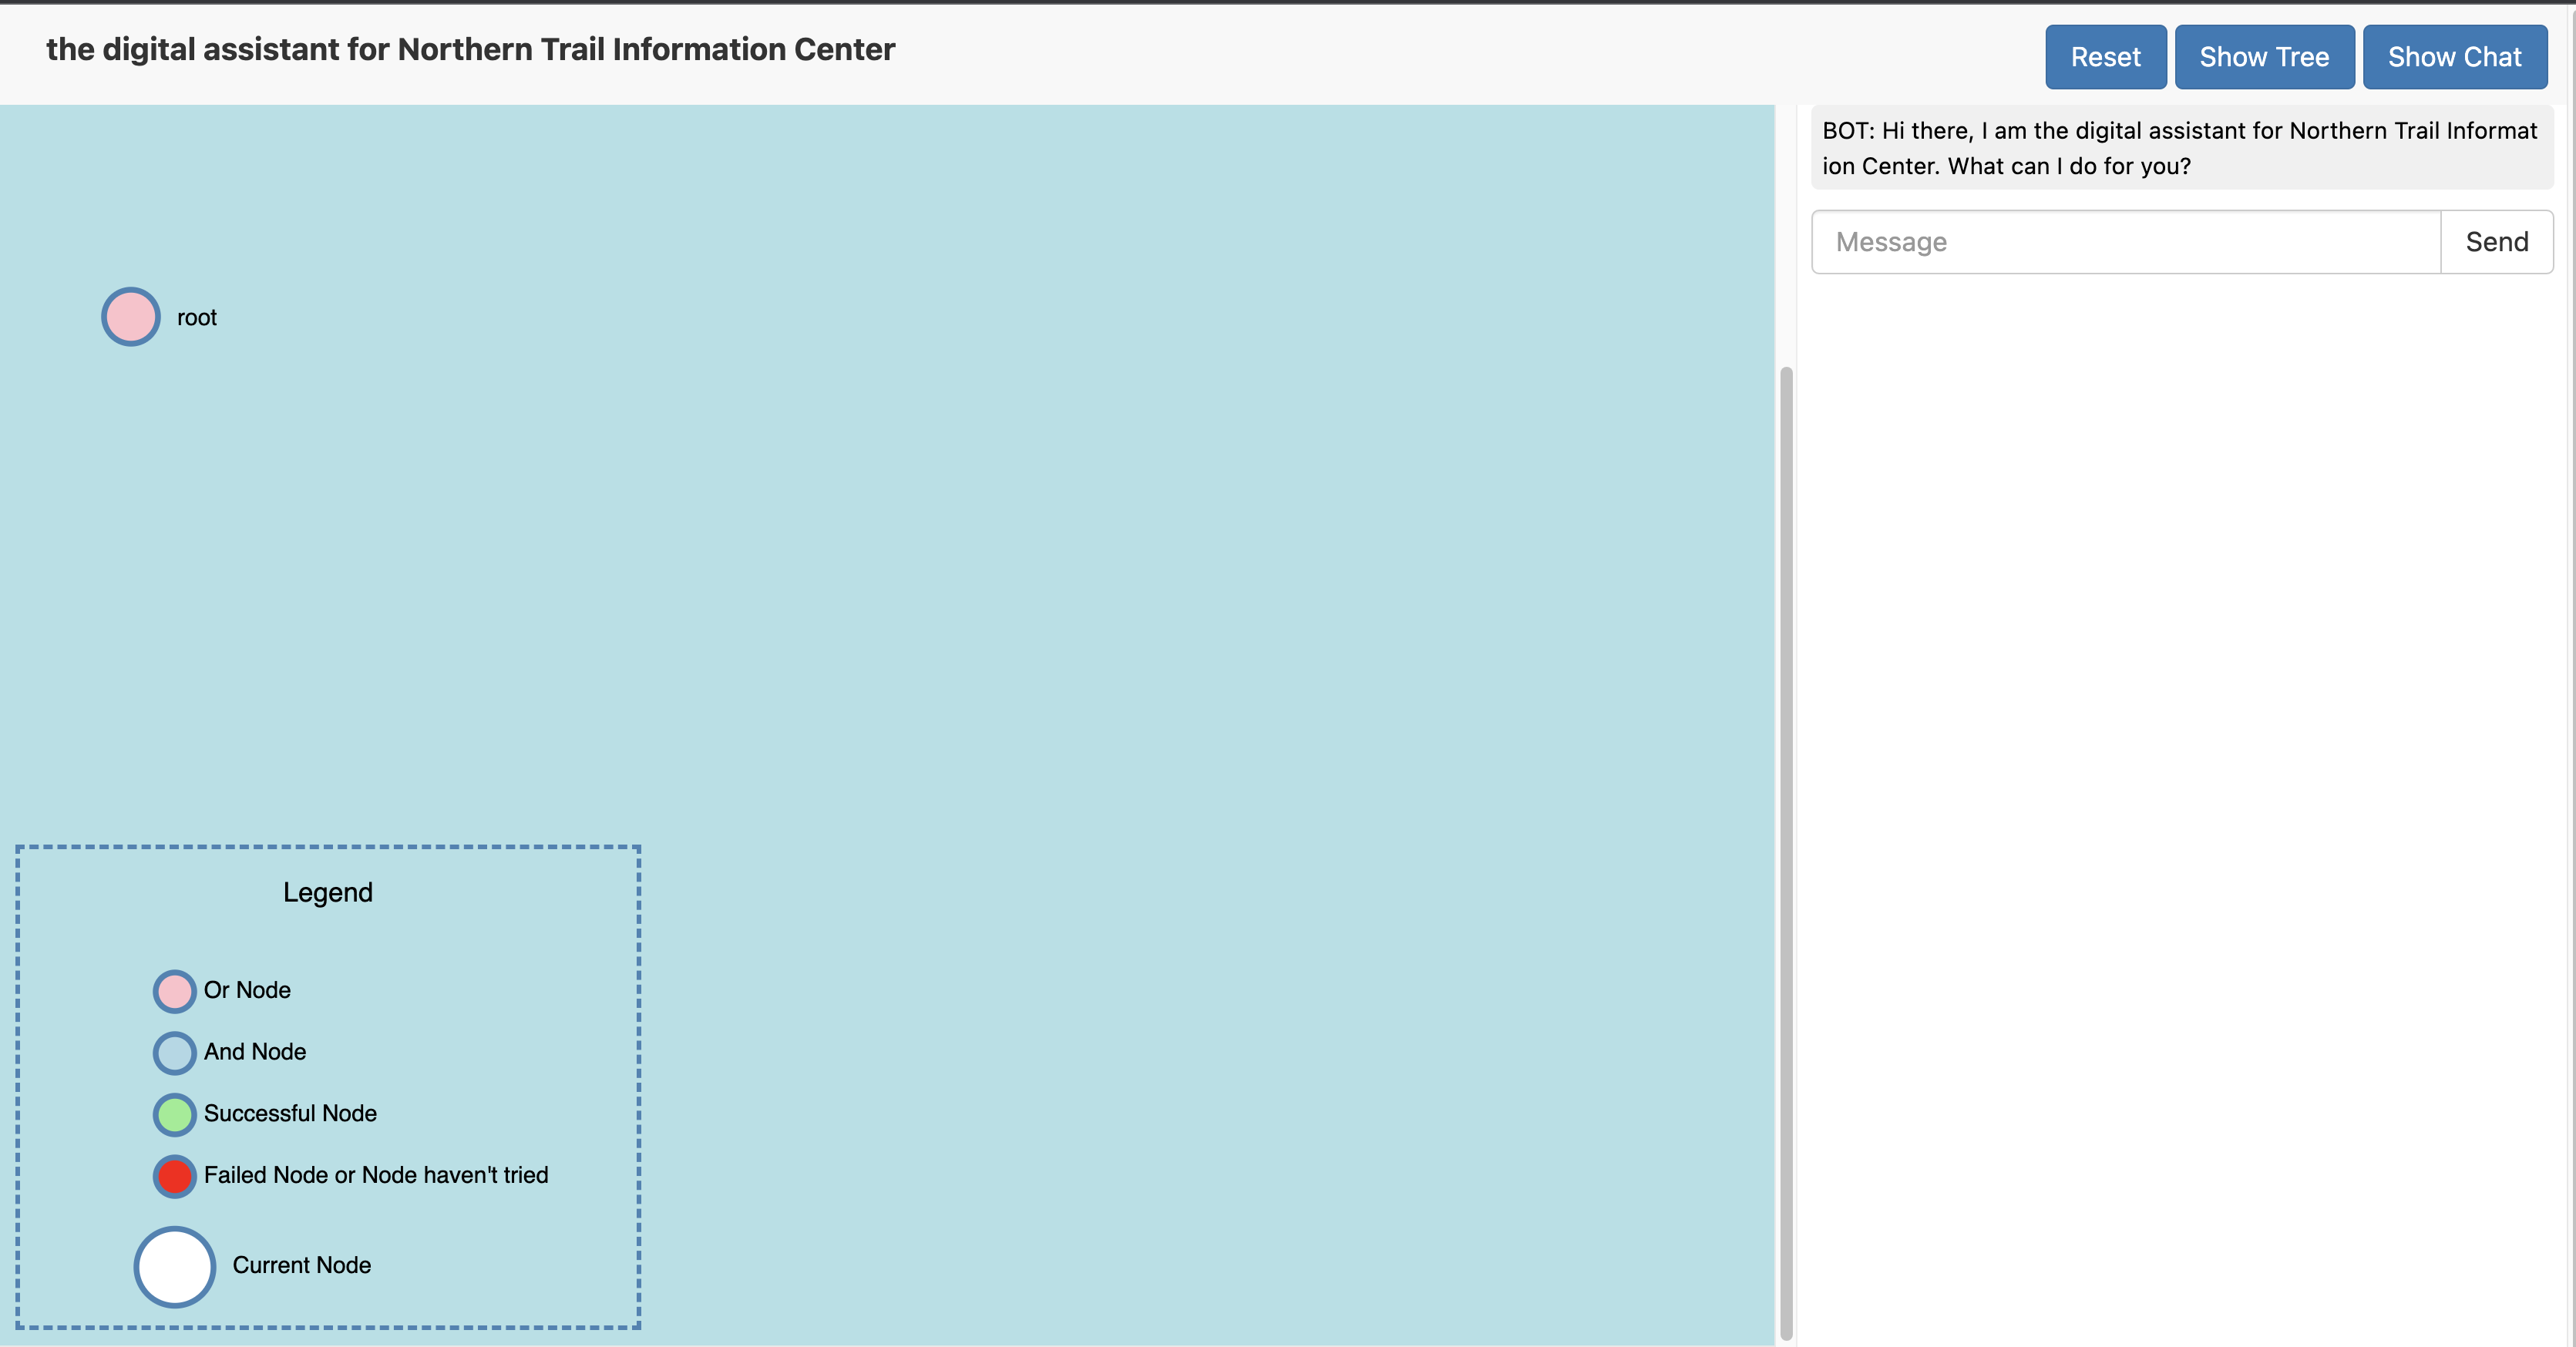 the digital assistant for Northern Trail Information Center
Reset
Show Tree
Show Chat
BOT: Hi there, I am the digital assistant for Northern Trail Informat
ion Center. What can I do for you?
Message
Send
root
Legend
Or Node
And Node
Successful Node
Failed Node or Node haven't tried
Current Node